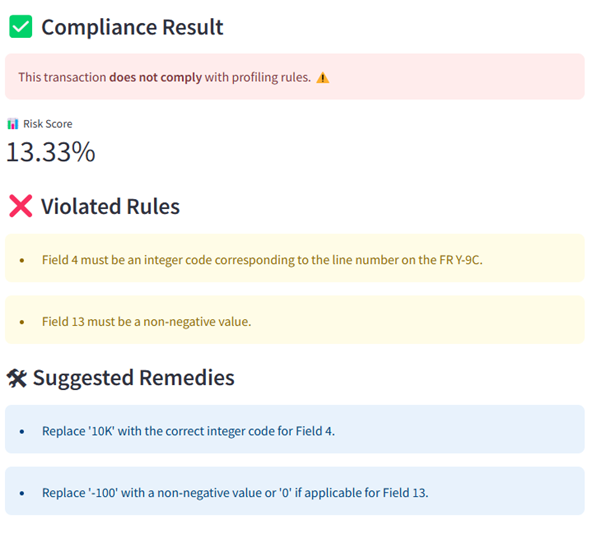 Compliance Result
This transaction does not comply with profiling rules. ⚠️
Risk Score
13.33%
Violated Rules
• Field 4 must be an integer code corresponding to the line number on the FR Y-9C.
• Field 13 must be a non-negative value.
Suggested Remedies
• Replace '10K' with the correct integer code for Field 4.
• Replace '-100' with a non-negative value or '0' if applicable for Field 13.